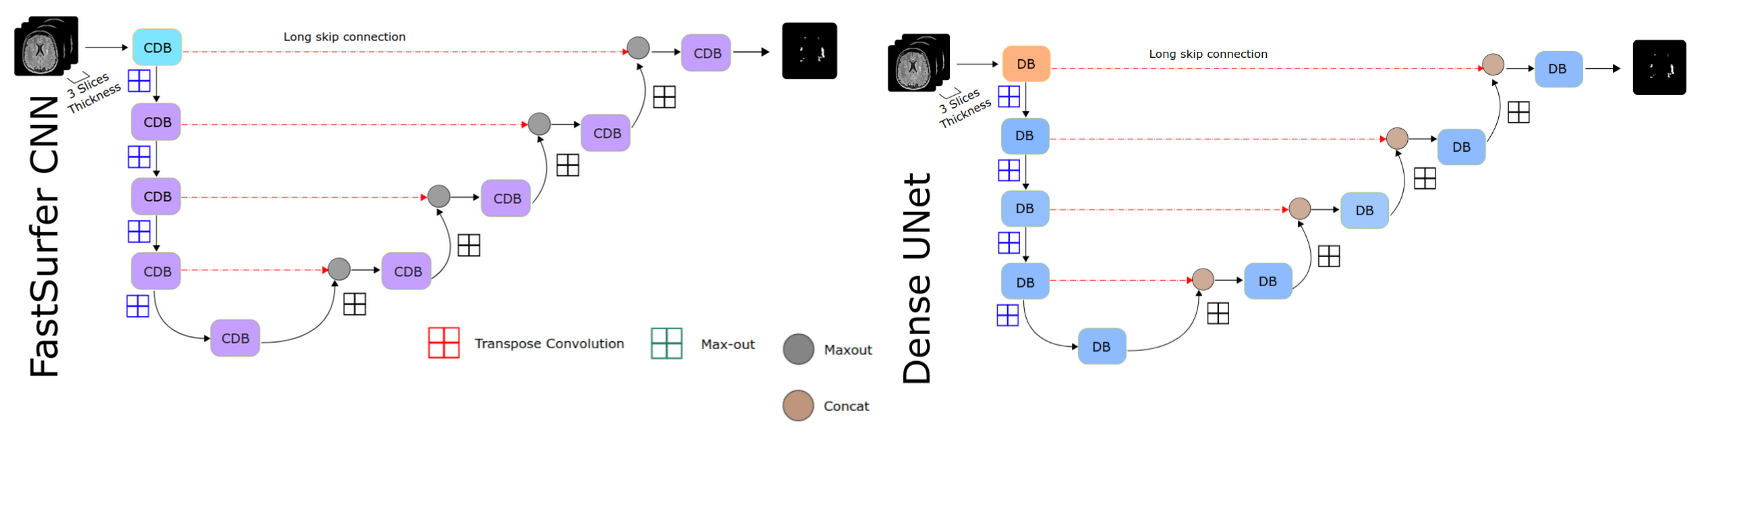 FastSurfer CNN
3 Slices
Thickness
CDB
Long skip connection
CDB
CDB
CDB
CDB
CDB
CDB
CDB
CDB
CDB
Transpose Convolution
Max-out
Maxout
Concat
Dense UNet
3 Slices
Thickness
DB
Long skip connection
DB
DB
DB
DB
DB
DB
DB
DB
DB